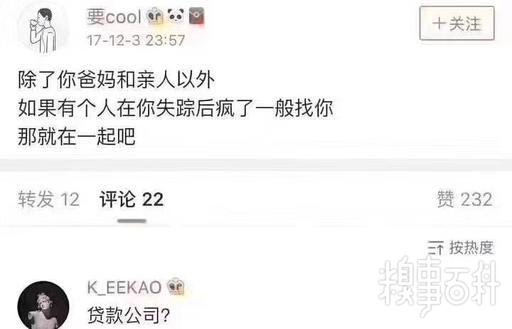 要cool
17-12-3 23:57
+关注
除了你爸妈和亲人以外
如果有个人在你失踪后疯了一般找你
那就在一起吧
转发 12 评论 22 赞 232
按热度
K_EEKAO
贷款公司?
糗事百科